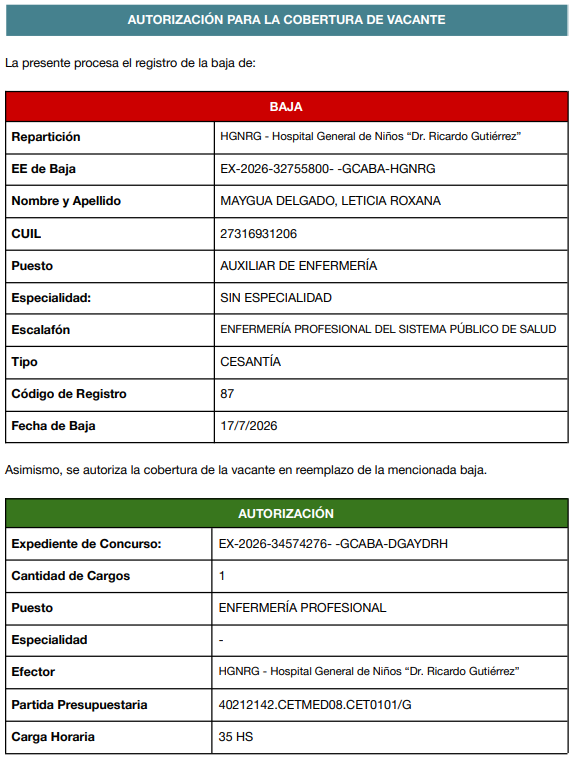 AUTORIZACIÓN PARA LA COBERTURA DE VACANTE
La presente procesa el registro de la baja de:
BAJA
Repartición HGNRG - Hospital General de Niños “Dr. Ricardo Gutiérrez”
EE de Baja EX-2026-32755800- -GCABA-HGNRG
Nombre y Apellido MAYGUA DELGADO, LETICIA ROXANA
CUIL 27316931206
Puesto AUXILIAR DE ENFERMERÍA
Especialidad: SIN ESPECIALIDAD
Escalafón ENFERMERÍA PROFESIONAL DEL SISTEMA PÚBLICO DE SALUD
Tipo CESANTÍA
Código de Registro 87
Fecha de Baja 17/7/2026
Asimismo, se autoriza la cobertura de la vacante en reemplazo de la mencionada baja.
AUTORIZACIÓN
Expediente de Concurso: EX-2026-34574276- -GCABA-DGAYDRH
Cantidad de Cargos 1
Puesto ENFERMERÍA PROFESIONAL
Especialidad -
Efector HGNRG - Hospital General de Niños “Dr. Ricardo Gutiérrez”
Partida Presupuestaria 40212142.CETMED08.CET0101/G
Carga Horaria 35 HS